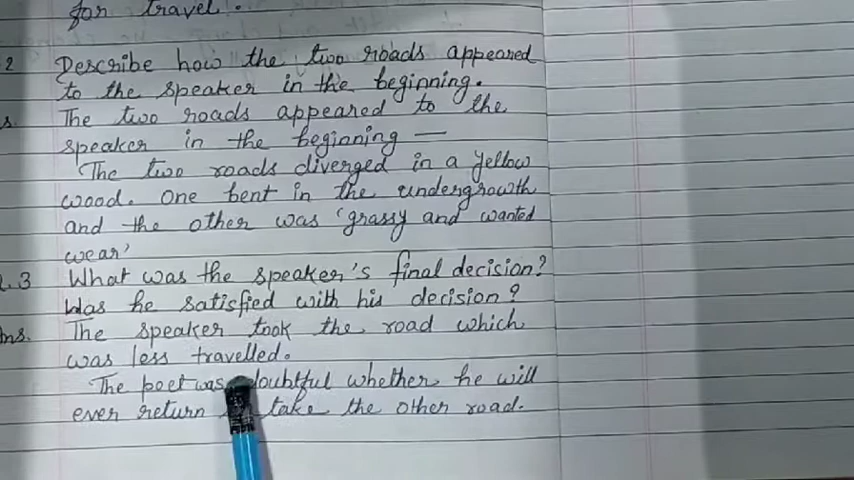 for travel.
2 Describe how the two roads appeared
to the speaker in the beginning.
s. The two roads appeared to the
speaker in the beginning —
The two roads diverged in a yellow
wood. One bent in the undergrowth
and the other was 'grassy and wanted
wear'
Q.3 What was the speaker's final decision?
Was he satisfied with his decision?
Ans. The speaker took the road which
was less travelled.
The poet was doubtful whether he will
ever return take the other road.